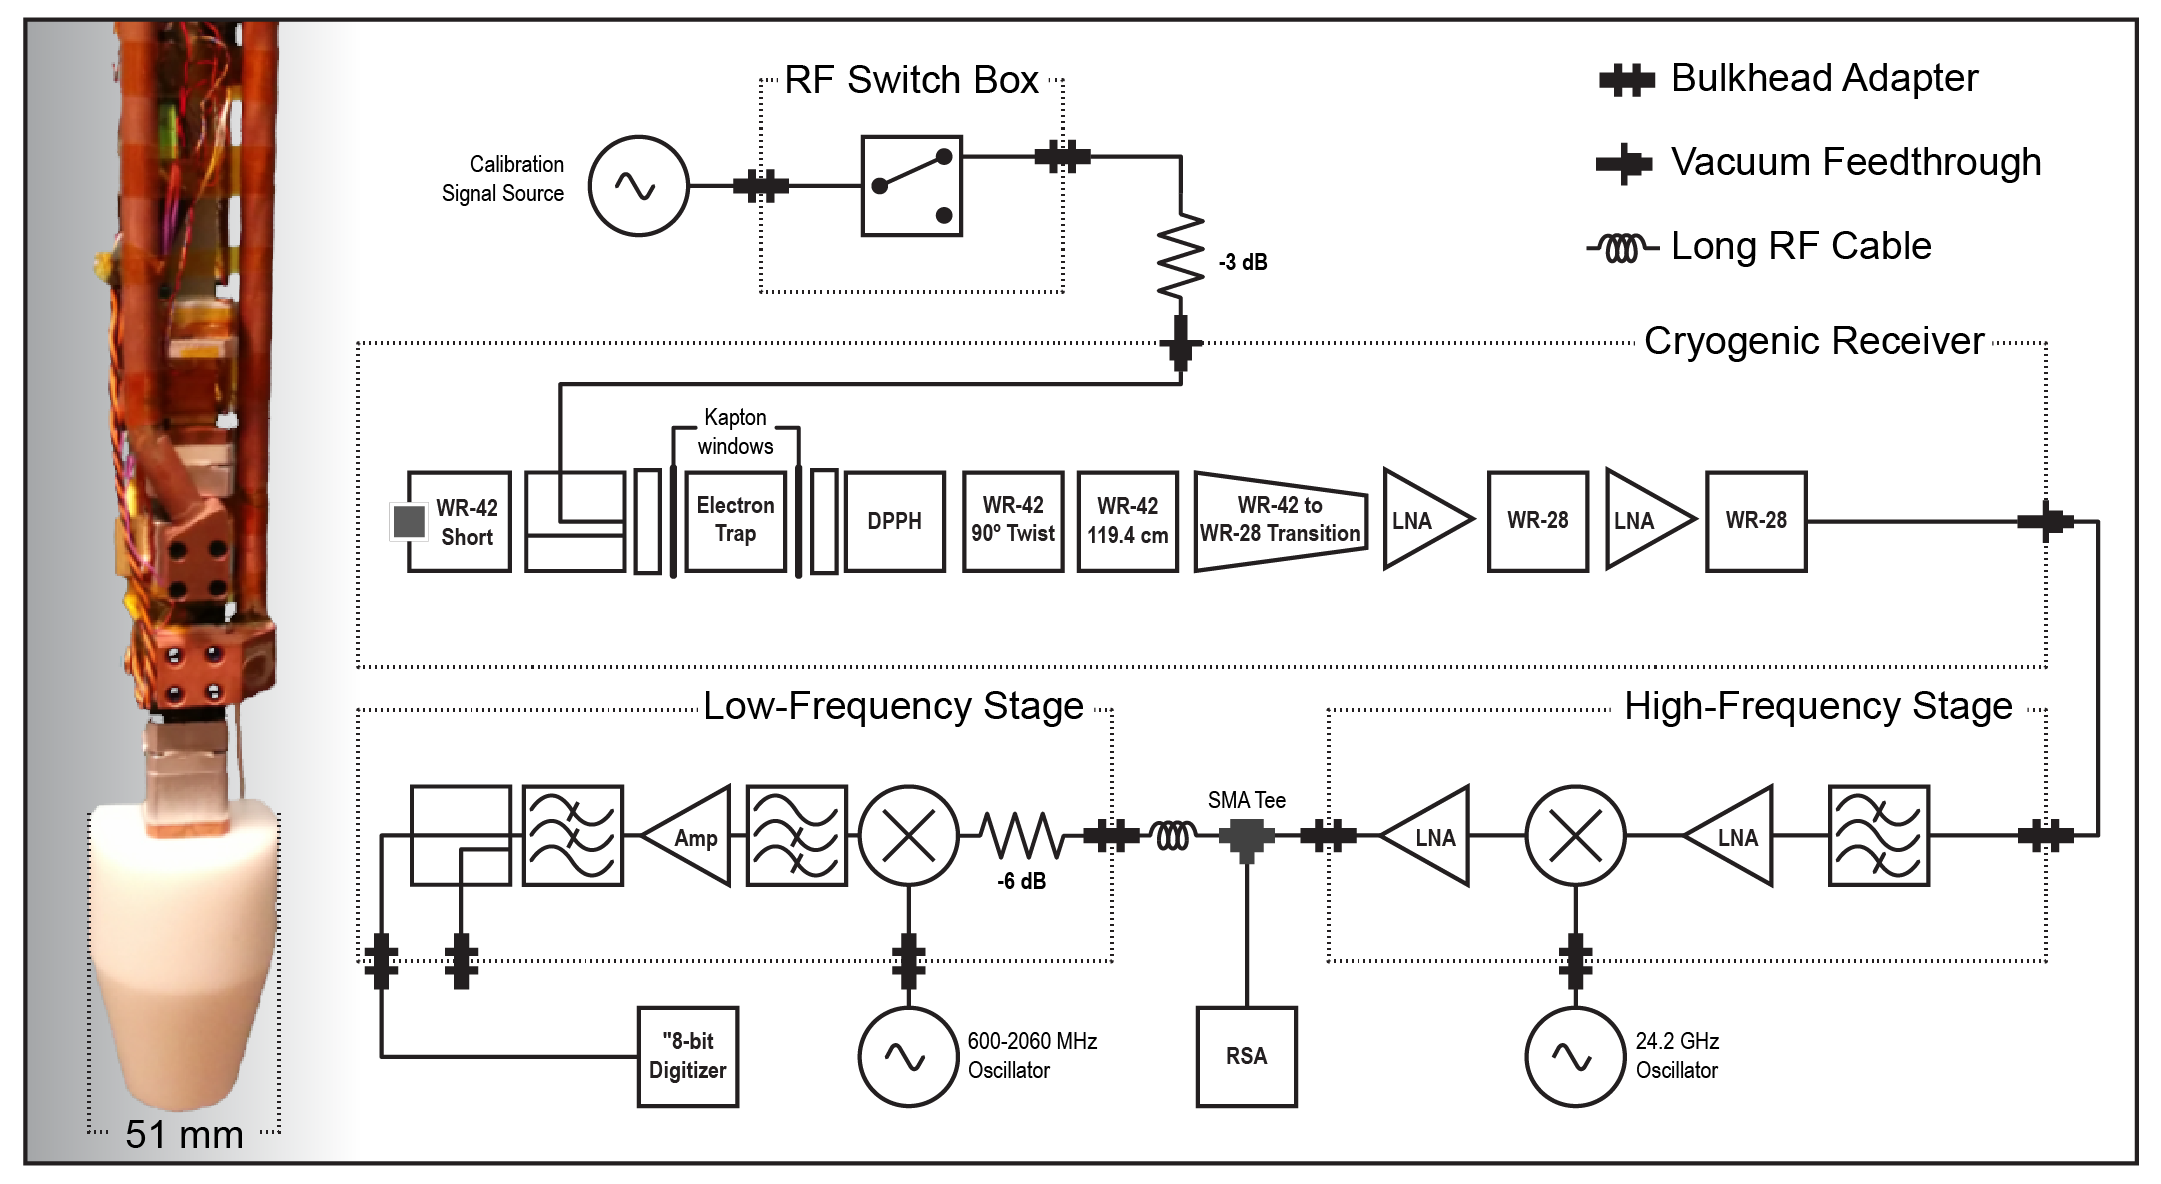 RF Switch Box
Bulkhead Adapter
Vacuum Feedthrough
Long RF Cable
Calibration
Signal Source
-3 dB
Cryogenic Receiver
Kapton
windows
WR-42
Short
Electron
Trap
DPPH
WR-42
90º Twist
WR-42
119.4 cm
WR-42 to
WR-28 Transition
LNA
WR-28
LNA
WR-28
Low-Frequency Stage
High-Frequency Stage
Amp
-6 dB
SMA Tee
LNA
LNA
"8-bit
Digitizer
600-2060 MHz
Oscillator
RSA
24.2 GHz
Oscillator
51 mm